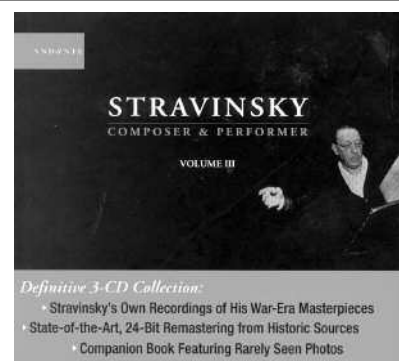 ANDANTE
STRAVINSKY
COMPOSER & PERFORMER
VOLUME III
Definitive 3-CD Collection:
• Stravinsky's Own Recordings of His War-Era Masterpieces
• State-of-the-Art, 24-Bit Remastering from Historic Sources
• Companion Book Featuring Rarely Seen Photos